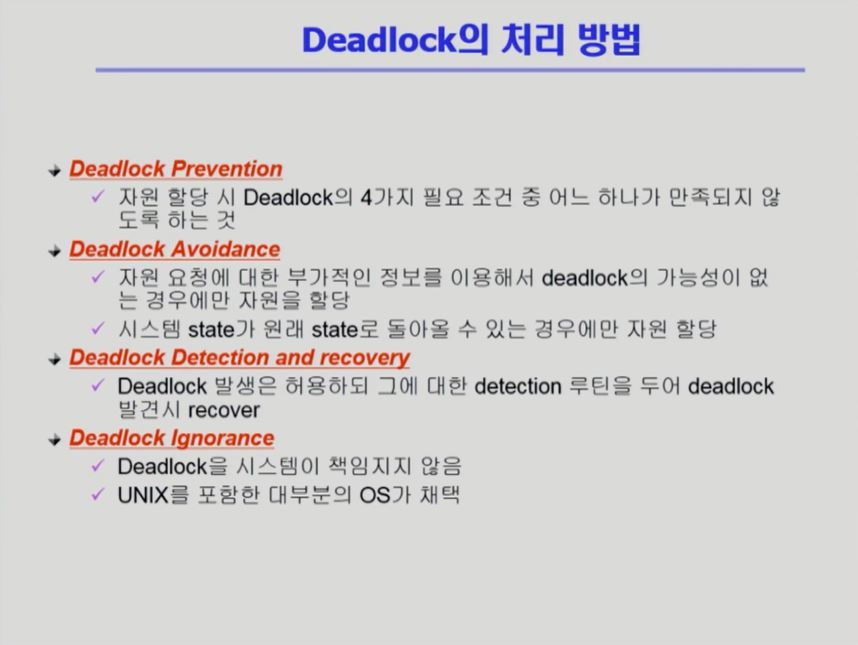 Deadlock의 처리 방법
Deadlock Prevention
자원 할당 시 Deadlock의 4가지 필요 조건 중 어느 하나가 만족되지 않
도록 하는 것
Deadlock Avoidance
자원 요청에 대한 부가적인 정보를 이용해서 deadlock의 가능성이 없
는 경우에만 자원을 할당
시스템 state가 원래 state로 돌아올 수 있는 경우에만 자원 할당
Deadlock Detection and recovery
Deadlock 발생은 허용하되 그에 대한 detection 루틴을 두어 deadlock
발견시 recover
Deadlock Ignorance
Deadlock을 시스템이 책임지지 않음
UNIX를 포함한 대부분의 OS가 채택